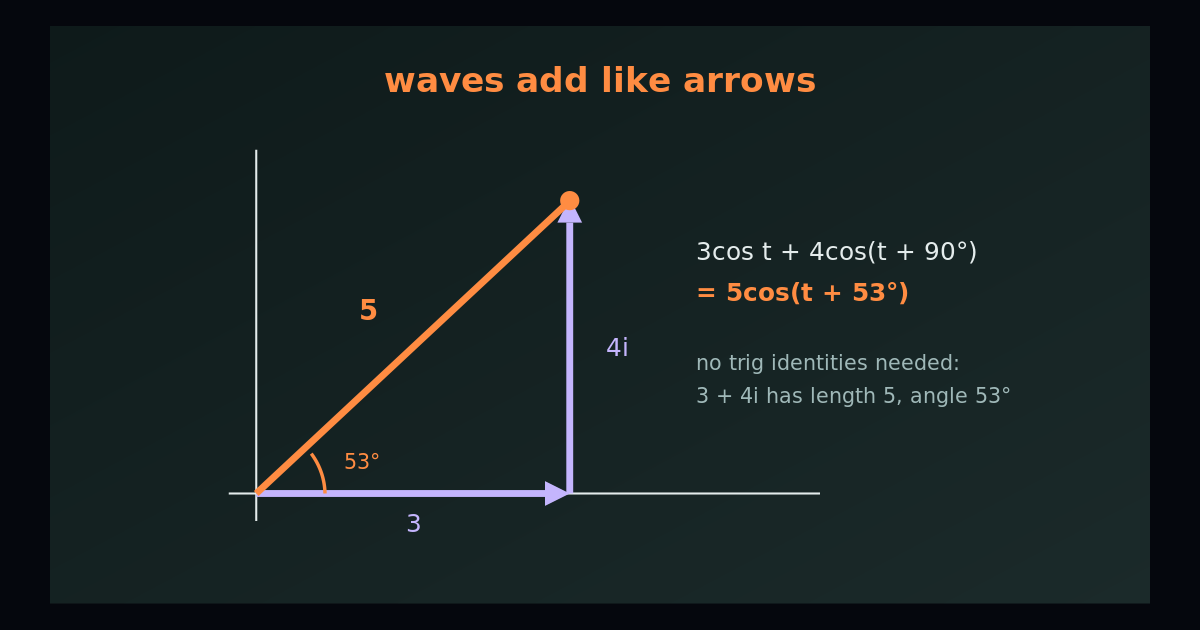 waves add like arrows
5
53°
3
4i
3cos t + 4cos(t + 90°)
= 5cos(t + 53°)
no trig identities needed:
3 + 4i has length 5, angle 53°